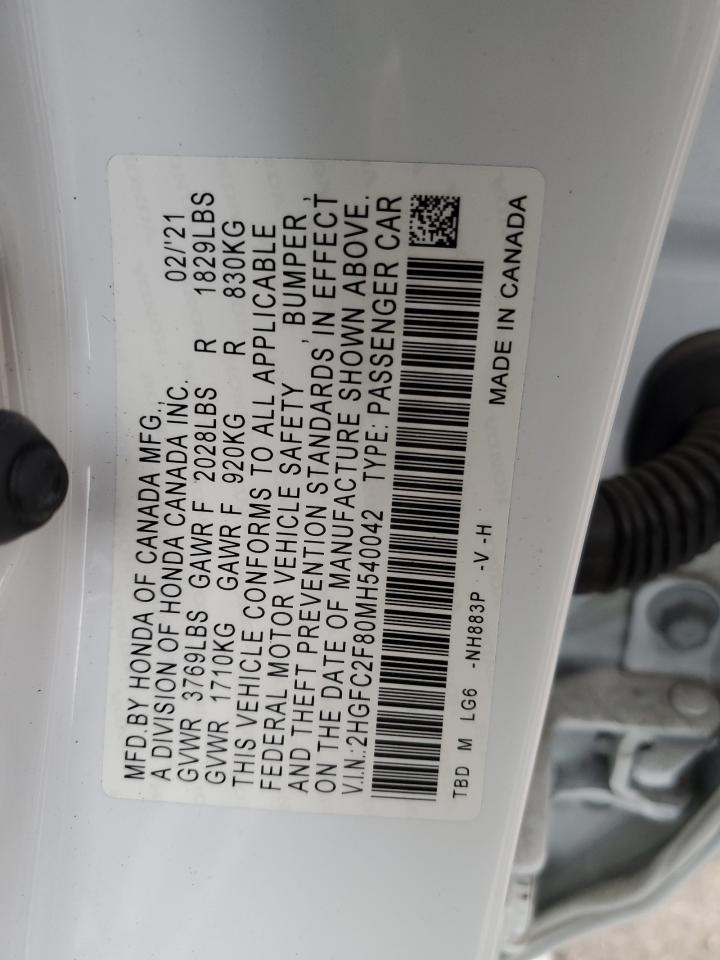 MFD.BY HONDA OF CANADA MFG.,
A DIVISION OF HONDA CANADA INC. 02/'21
GVWR 3769LBS GAWR F 2028LBS R 1829LBS
GVWR 1710KG GAWR F 920KG R 830KG
THIS VEHICLE CONFORMS TO ALL APPLICABLE
FEDERAL MOTOR VEHICLE SAFETY , BUMPER ,
AND THEFT PREVENTION STANDARDS IN EFFECT
ON THE DATE OF MANUFACTURE SHOWN ABOVE.
V.I.N.:2HGFC2F80MH540042 TYPE: PASSENGER CAR
TBD M LG6 -NH883P -V -H
MADE IN CANADA